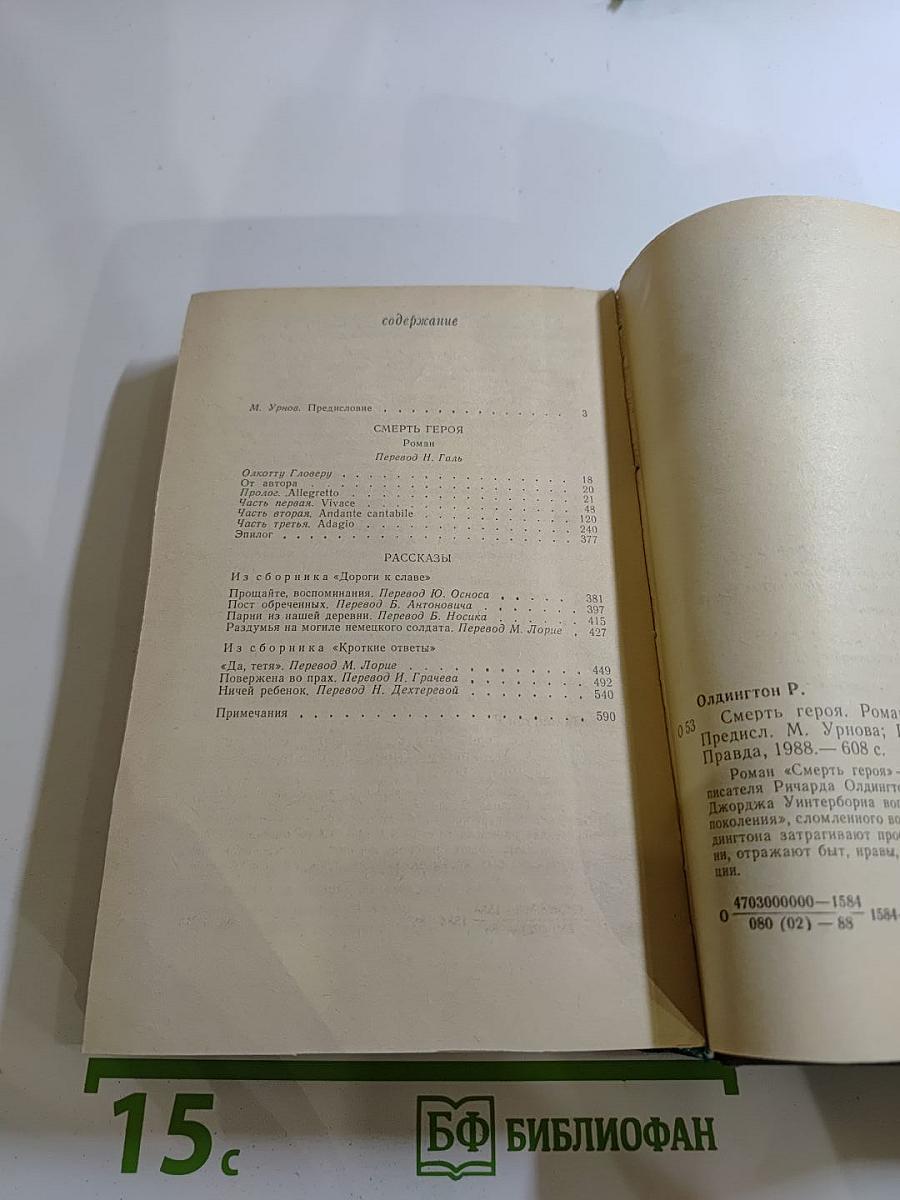 содержание
М. Урнов. Предисловие . . . . . . . . . . . . . . 3
СМЕРТЬ ГЕРОЯ
Роман
Перевод Н. Галь
Олкотту Гловеру . . . . . . . . . . . . . . . . 18
От автора . . . . . . . . . . . . . . . . 20
Пролог. Allegretto . . . . . . . . . . . . . . 21
Часть первая. Vivace . . . . . . . . . . . . . . 48
Часть вторая. Andante cantabile . . . . . . . . . . 120
Часть третья. Adagio . . . . . . . . . . . . . . 240
Эпилог . . . . . . . . . . . . . . . . . . 377
РАССКАЗЫ
Из сборника «Дороги к славе»
Прощайте, воспоминания. Перевод Ю. Осноса . . . . . 381
Пост обреченных. Перевод Б. Антоновича . . . . . . 397
Парни из нашей деревни. Перевод Б. Носика . . . . . 415
Раздумья на могиле немецкого солдата. Перевод М. Лорие . 427
Из сборника «Кроткие ответы»
«Да, тетя». Перевод М. Лорие . . . . . . . . . . 449
Повержена во прах. Перевод И. Грачева . . . . . . 492
Ничей ребенок. Перевод Н. Дехтеревой . . . . . . 540
Примечания . . . . . . . . . . . . . . . . . 590
Олдингтон Р.
О 53
Смерть героя. Рома
Предисл. М. Урнова;
Правда, 1988.— 608 с.
Роман «Смерть героя»
писателя Ричарда Олдингт
Джорджа Уинтерборна во
поколения», сломленного во
дингтона затрагивают про
ни, отражают быт, нравы,
ции.
О 4703000000—1584
080 (02) — 88
1584
15с
БФ БИБЛИОФАН